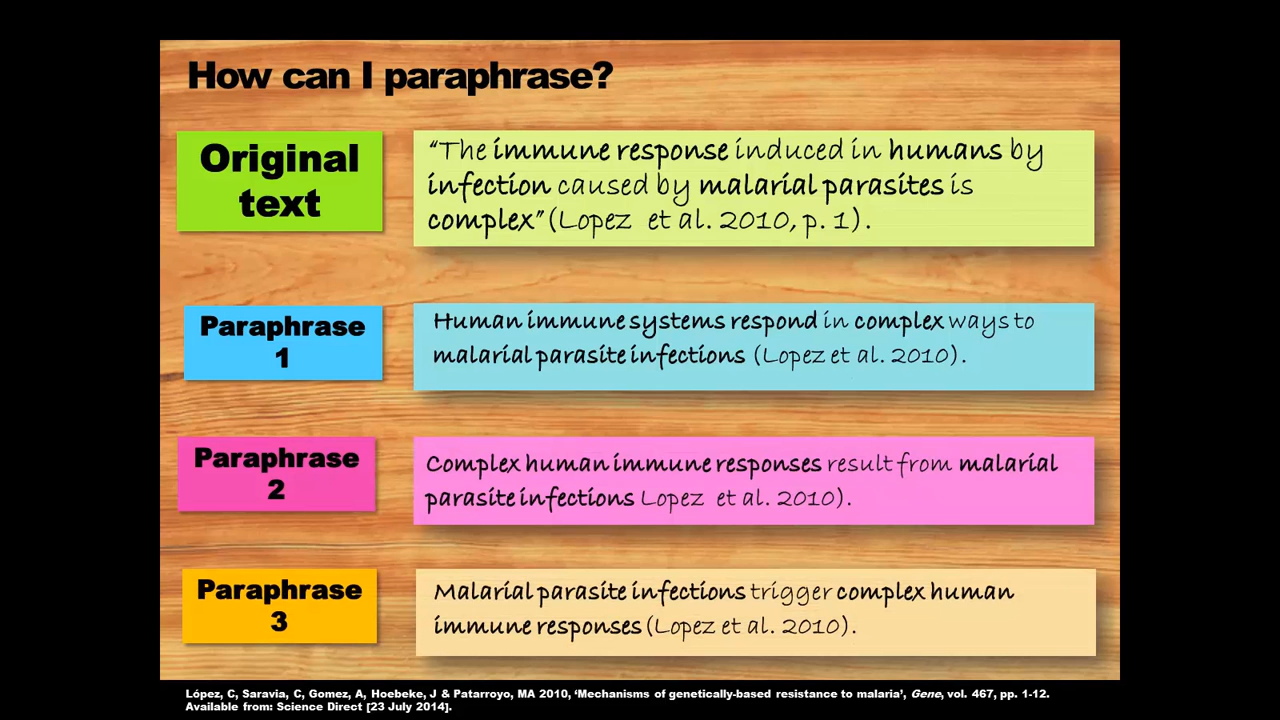 How can I paraphrase?
Original
text
“The immune response induced in humans by
infection caused by malarial parasites is
complex” (Lopez et al. 2010, p. 1).
Paraphrase
1
Human immune systems respond in complex ways to
malarial parasite infections (Lopez et al. 2010).
Paraphrase
2
Complex human immune responses result from malarial
parasite infections Lopez et al. 2010).
Paraphrase
3
Malarial parasite infections trigger complex human
immune responses (Lopez et al. 2010).
López, C, Saravia, C, Gomez, A, Hoebeke, J & Patarroyo, MA 2010, ‘Mechanisms of genetically-based resistance to malaria’, Gene, vol. 467, pp. 1-12.
Available from: Science Direct [23 July 2014].